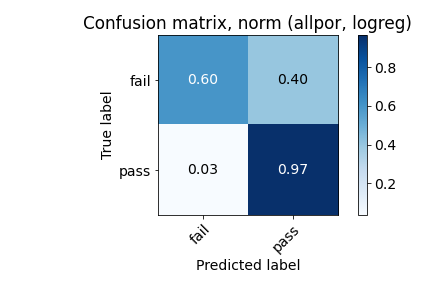 Confusion matrix, norm (allpor, logreg)
True label
fail
0.60
0.40
pass
0.03
0.97
fail
pass
Predicted label
0.8
0.6
0.4
0.2